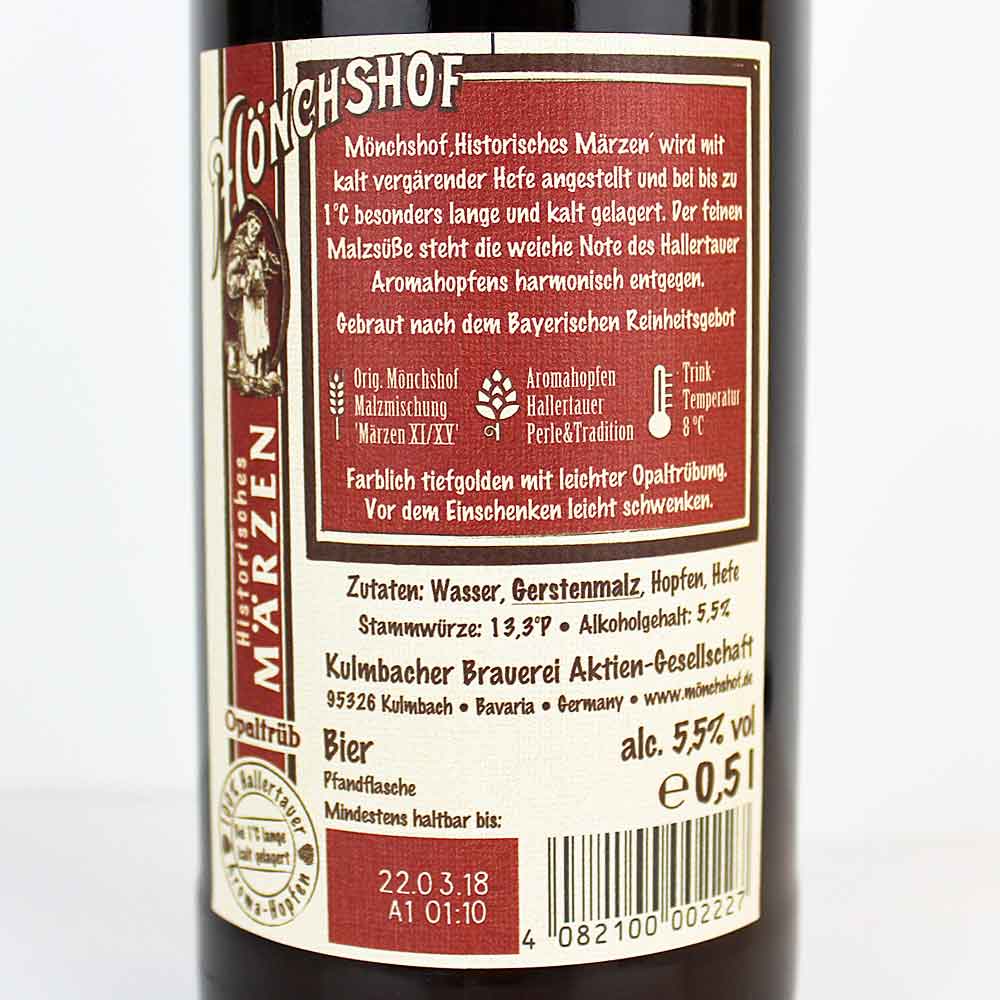 MÖNCHSHOF
Historisches
MÄRZEN
Opaltrüb
100% Hallertauer
Bei 1°C lange
kalt gelagert
Aroma-Hopfen
Mönchshof ‚Historisches Märzen´ wird mit
kalt vergärender Hefe angestellt und bei bis zu
1°C besonders lange und kalt gelagert. Der feinen
Malzsüße steht die weiche Note des Hallertauer
Aromahopfens harmonisch entgegen.
Gebraut nach dem Bayerischen Reinheitsgebot
Orig. Mönchshof
Malzmischung
'Märzen XI/XV'
Aromahopfen
Hallertauer
Perle&Tradition
Trink-
Temperatur
8 °C
Farblich tiefgolden mit leichter Opaltrübung.
Vor dem Einschenken leicht schwenken.
Zutaten: Wasser, Gerstenmalz, Hopfen, Hefe
Stammwürze: 13,3°P • Alkoholgehalt: 5,5%
Kulmbacher Brauerei Aktien-Gesellschaft
95326 Kulmbach • Bavaria • Germany • www.mönchshof.de
Bier
alc. 5,5% vol
Pfandflasche
℮ 0,5 l
Mindestens haltbar bis:
22.03.18
A1 01:10
4 082100 002227